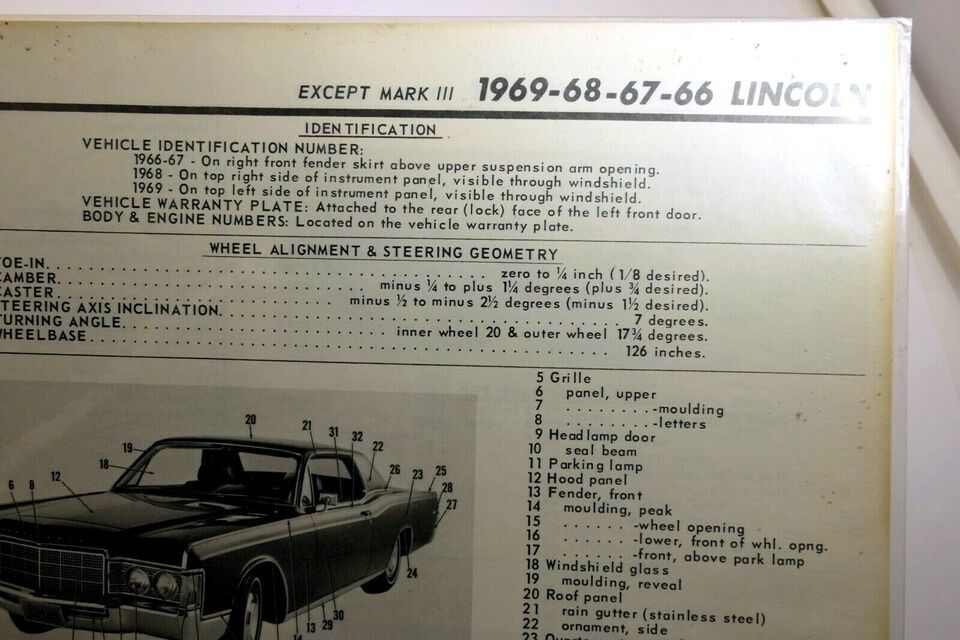 EXCEPT MARK III 1969-68-67-66 LINCOLN
IDENTIFICATION
VEHICLE IDENTIFICATION NUMBER:
1966-67 - On right front fender skirt above upper suspension arm opening.
1968 - On top right side of instrument panel, visible through windshield.
1969 - On top left side of instrument panel, visible through windshield.
VEHICLE WARRANTY PLATE: Attached to the rear (lock) face of the left front door.
BODY & ENGINE NUMBERS: Located on the vehicle warranty plate.
WHEEL ALIGNMENT & STEERING GEOMETRY
TOE-IN. . . . . . . . . . zero to ¼ inch (1/8 desired).
CAMBER. . . . . . . . . . minus ¼ to plus 1¼ degrees (plus ¾ desired).
CASTER . . . . . . . . . . minus ½ to minus 2½ degrees (minus 1½ desired).
STEERING AXIS INCLINATION. . . . . . . . . . 7 degrees.
TURNING ANGLE. . . . . . . . . . inner wheel 20 & outer wheel 17¾ degrees.
WHEELBASE . . . . . . . . . . 126 inches.
5 Grille
6 panel, upper
7 . . . . . . . . -moulding
8 . . . . . . . . -letters
9 Headlamp door
10 seal beam
11 Parking lamp
12 Hood panel
13 Fender, front
14 moulding, peak
15 . . . . . . -wheel opening
16 . . . . . . -lower, front of whl. opng.
17 . . . . . . -front, above park lamp
18 Windshield glass
19 moulding, reveal
20 Roof panel
21 rain gutter (stainless steel)
22 ornament, side
20
21
31
32
19
18
22
12
26
23
25
6
8
28
27
24
30
29
13
14